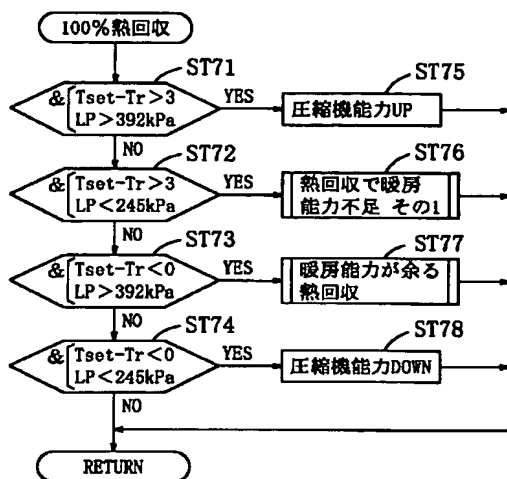 100%熱回収
ST71
& Tset-Tr>3
LP>392kPa
YES
ST75
圧縮機能力UP
NO
ST72
& Tset-Tr>3
LP<245kPa
YES
ST76
熱回収で暖房
能力不足 その1
NO
ST73
& Tset-Tr<0
LP>392kPa
YES
ST77
暖房能力が余る
熱回収
NO
ST74
& Tset-Tr<0
LP<245kPa
YES
ST78
圧縮機能力DOWN
NO
RETURN